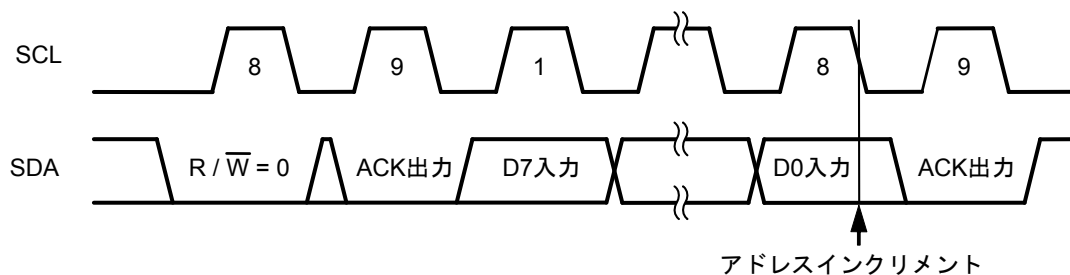 SCL 8 9 1 8 9
SDA R / W̅ = 0 ACK出力 D7入力 D0入力 ACK出力
アドレスインクリメント